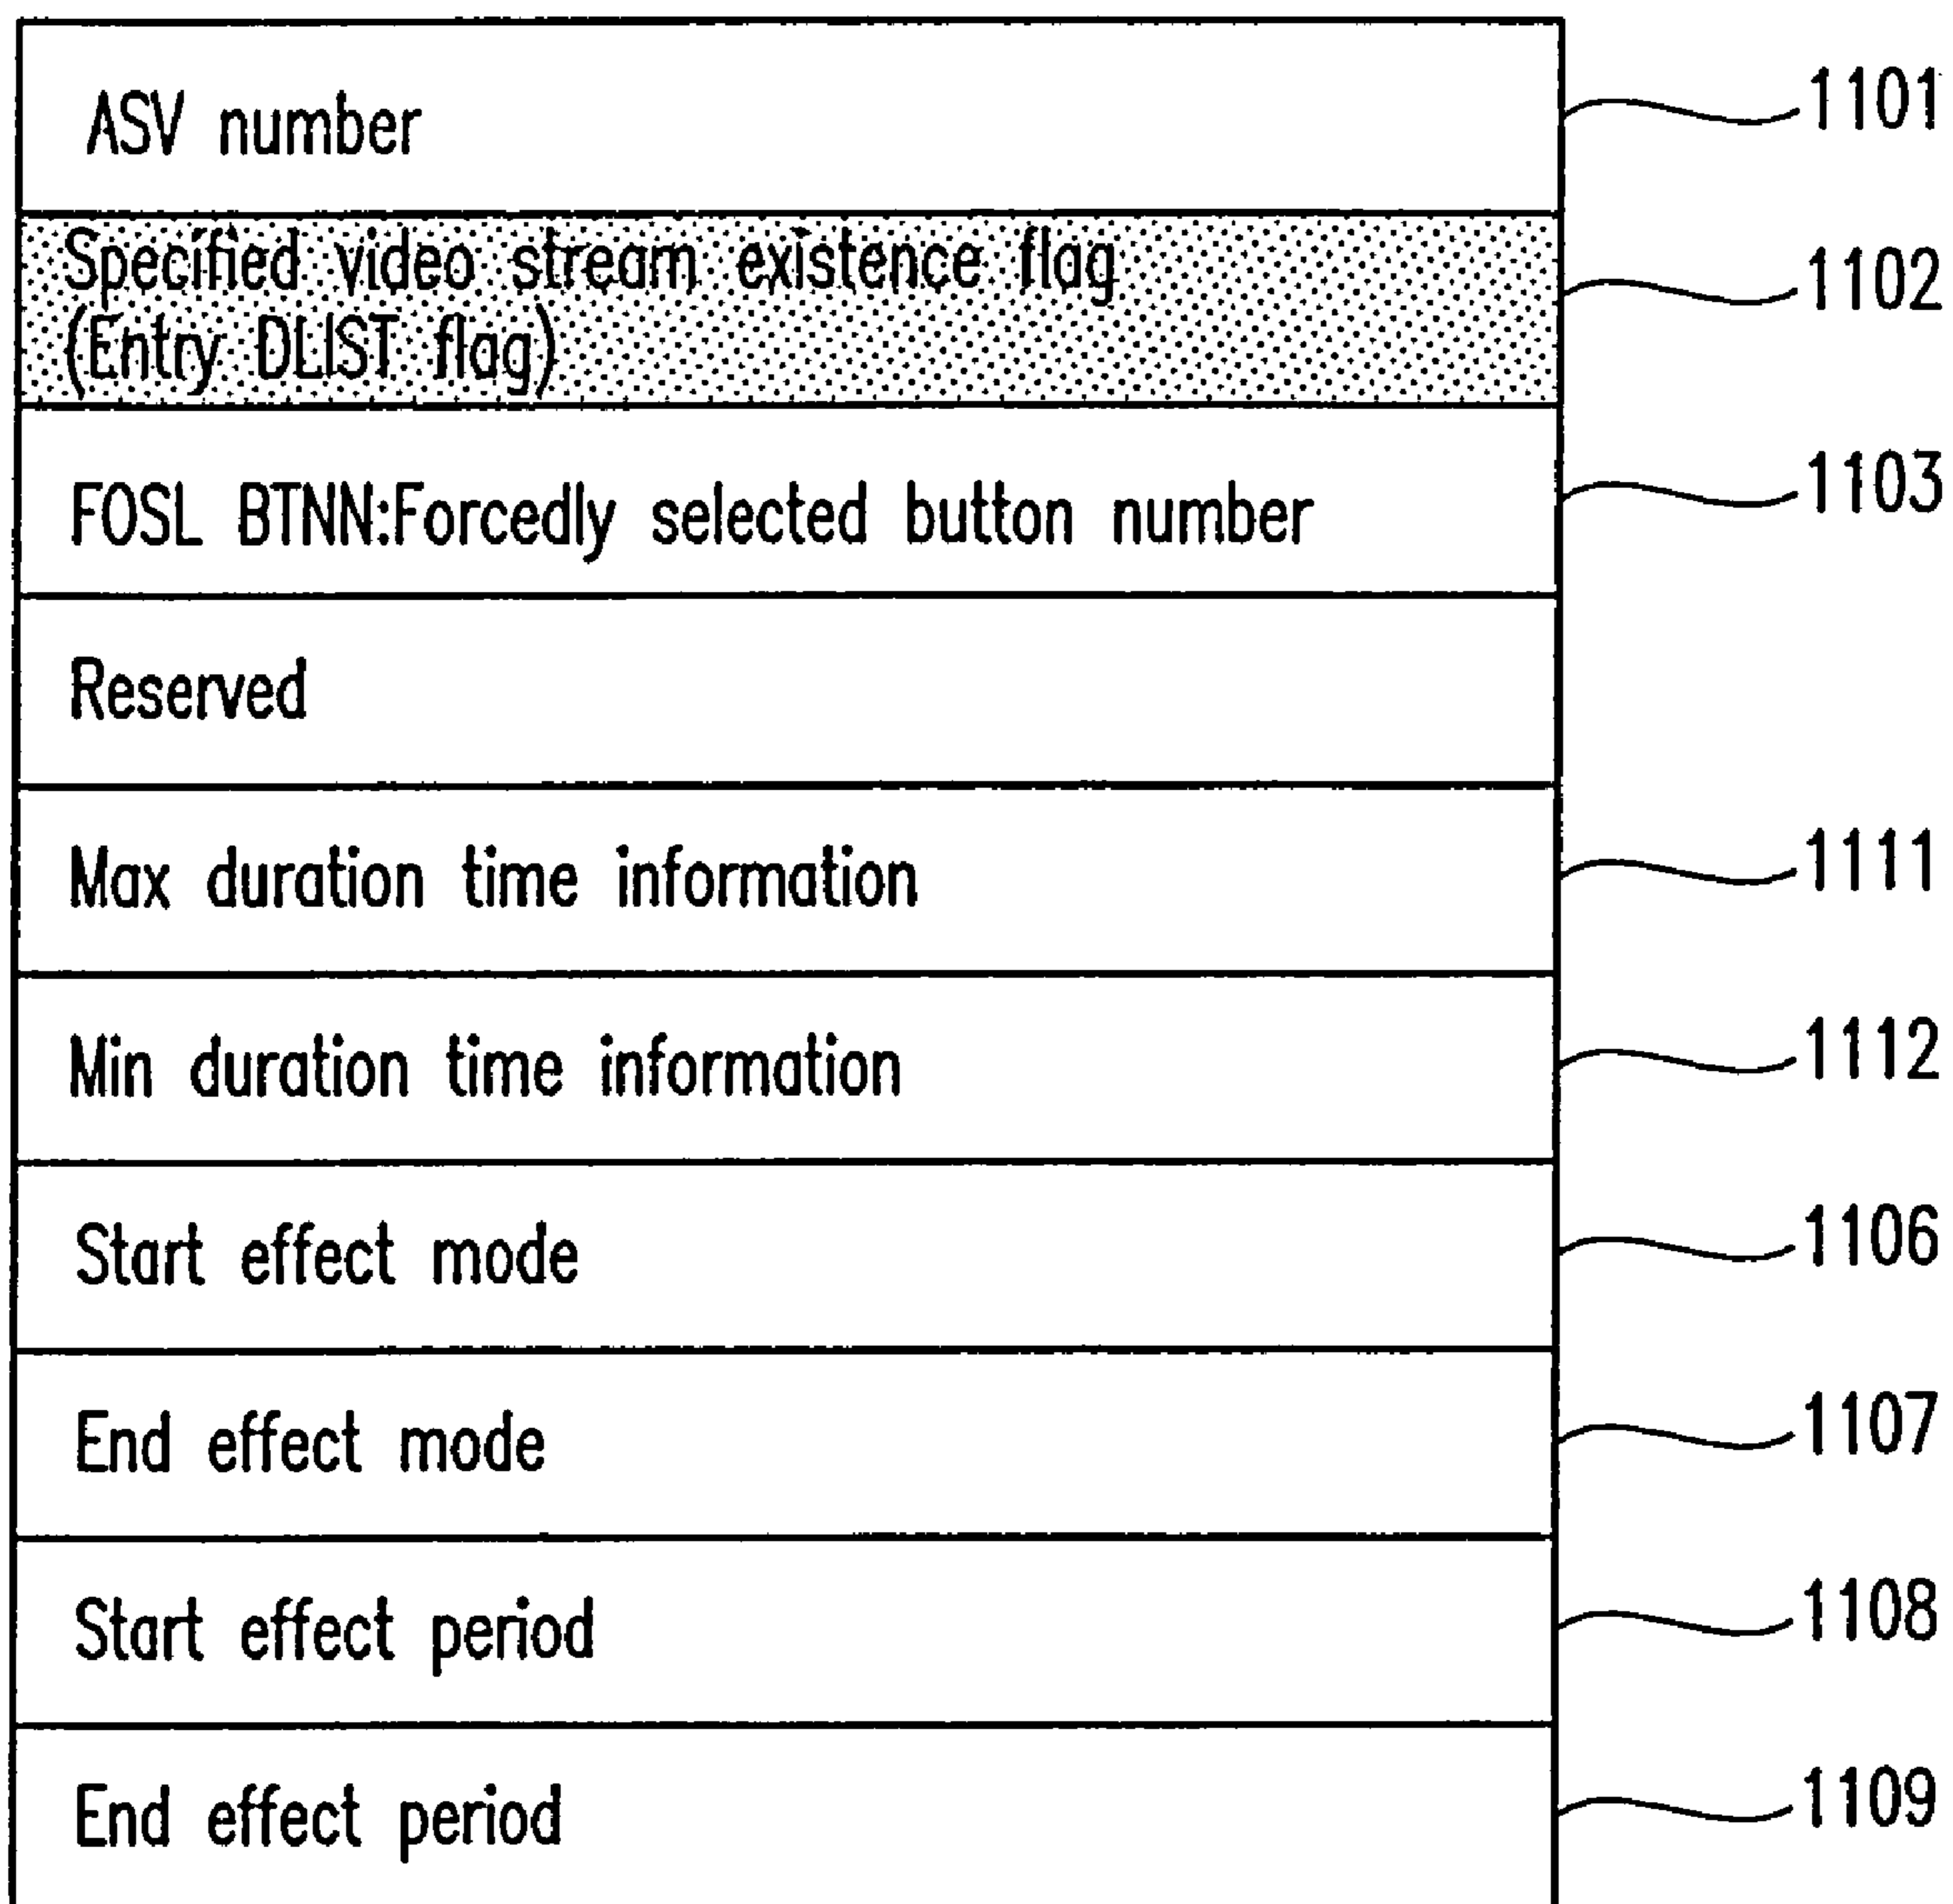 ASV number 1101
Specified video stream existence flag 1102
(Entry DLIST flag)
FOSL BTNN:Forcedly selected button number 1103
Reserved
Max duration time information 1111
Min duration time information 1112
Start effect mode 1106
End effect mode 1107
Start effect period 1108
End effect period 1109